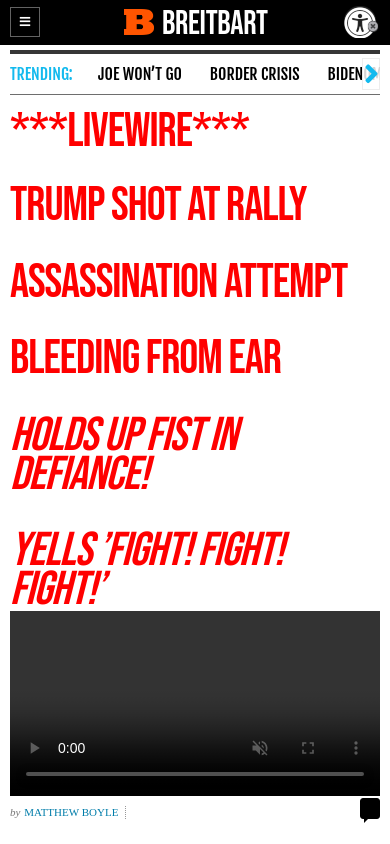 B BREITBART
TRENDING: JOE WON'T GO BORDER CRISIS BIDEN
***LIVEWIRE***
TRUMP SHOT AT RALLY
ASSASSINATION ATTEMPT
BLEEDING FROM EAR
HOLDS UP FIST IN
DEFIANCE!
YELLS ’FIGHT! FIGHT!
FIGHT!’
0:00
by MATTHEW BOYLE